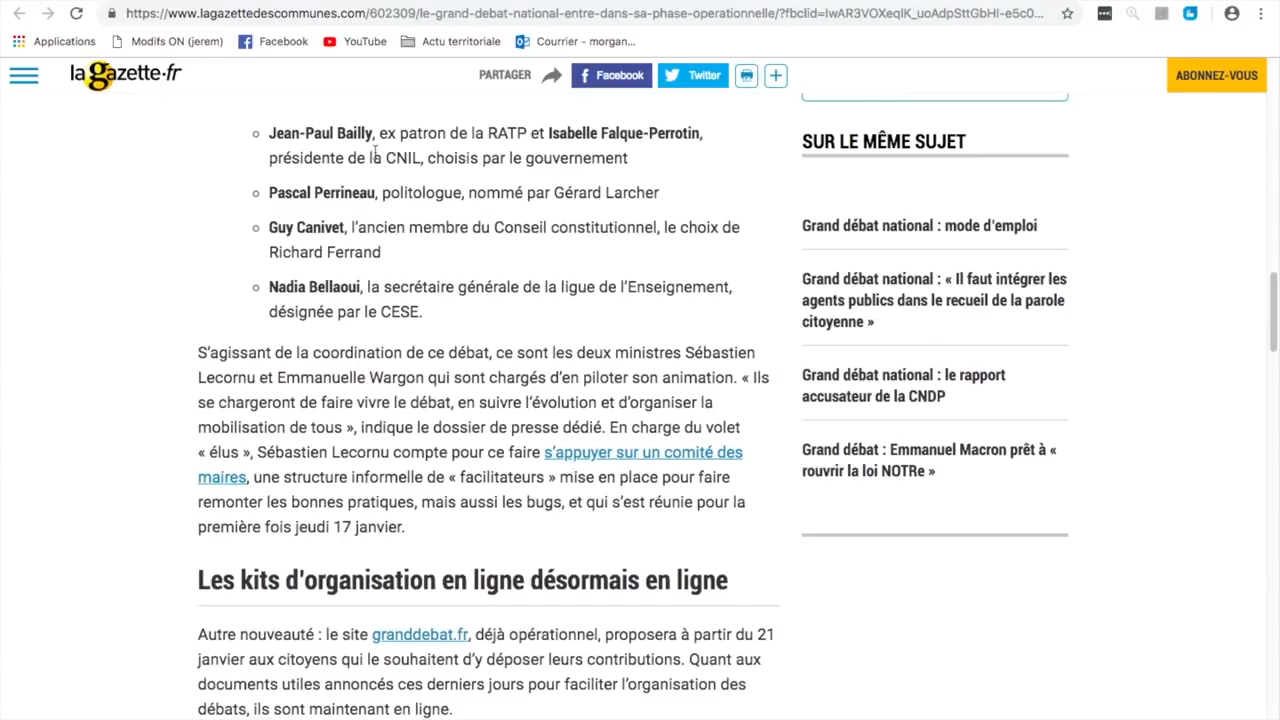 https://www.lagazettedescommunes.com/602309/le-grand-debat-national-entre-dans-sa-phase-operationnelle/?fbclid=IwAR3VOXeqlK_uoAdpSttGbHI-e5c0...
Applications
Modifs ON (jerem)
Facebook
YouTube
Actu territoriale
Courrier - morgan...
la gazette.fr
PARTAGER
Facebook
Twitter
ABONNEZ-VOUS
Jean-Paul Bailly, ex patron de la RATP et Isabelle Falque-Perrotin,
présidente de la CNIL, choisis par le gouvernement
Pascal Perrineau, politologue, nommé par Gérard Larcher
Guy Canivet, l’ancien membre du Conseil constitutionnel, le choix de
Richard Ferrand
Nadia Bellaoui, la secrétaire générale de la ligue de l’Enseignement,
désignée par le CESE.
S’agissant de la coordination de ce débat, ce sont les deux ministres Sébastien
Lecornu et Emmanuelle Wargon qui sont chargés d’en piloter son animation. « Ils
se chargeront de faire vivre le débat, en suivre l’évolution et d’organiser la
mobilisation de tous », indique le dossier de presse dédié. En charge du volet
« élus », Sébastien Lecornu compte pour ce faire s’appuyer sur un comité des
maires, une structure informelle de « facilitateurs » mise en place pour faire
remonter les bonnes pratiques, mais aussi les bugs, et qui s’est réunie pour la
première fois jeudi 17 janvier.
Les kits d’organisation en ligne désormais en ligne
Autre nouveauté : le site granddebat.fr, déjà opérationnel, proposera à partir du 21
janvier aux citoyens qui le souhaitent d’y déposer leurs contributions. Quant aux
documents utiles annoncés ces derniers jours pour faciliter l’organisation des
débats, ils sont maintenant en ligne.
SUR LE MÊME SUJET
Grand débat national : mode d’emploi
Grand débat national : « Il faut intégrer les
agents publics dans le recueil de la parole
citoyenne »
Grand débat national : le rapport
accusateur de la CNDP
Grand débat : Emmanuel Macron prêt à «
rouvrir la loi NOTRe »